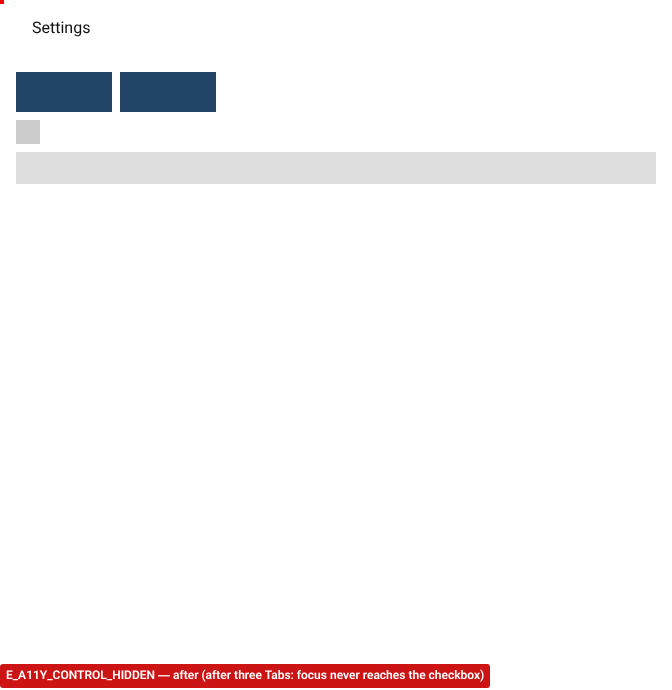 Settings
E_A11Y_CONTROL_HIDDEN — after (after three Tabs: focus never reaches the checkbox)